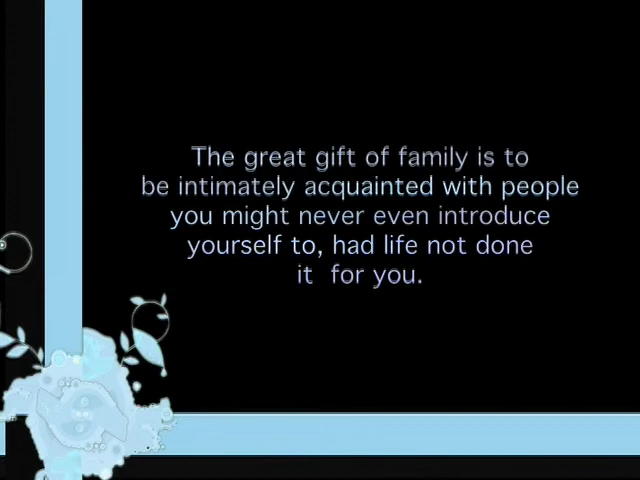 The great gift of family is to
be intimately acquainted with people
you might never even introduce
yourself to, had life not done
it for you.